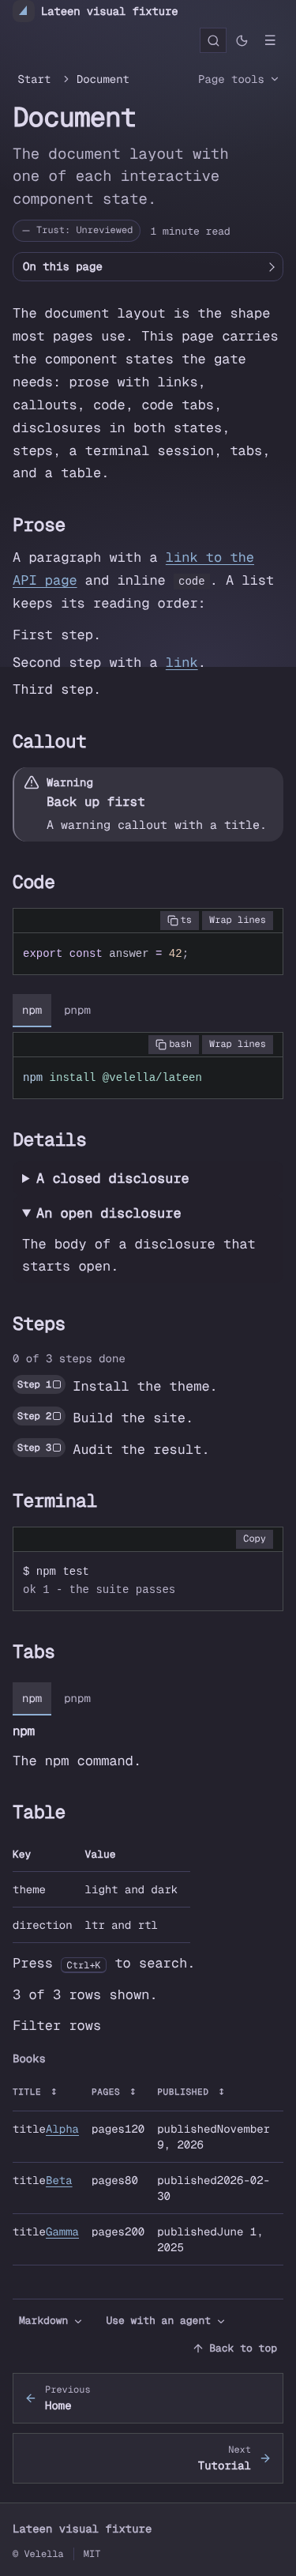 Lateen visual fixture
Start > Document
Page tools
Document
The document layout with
one of each interactive
component state.
— Trust: Unreviewed
1 minute read
On this page
The document layout is the shape
most pages use. This page carries
the component states the gate
needs: prose with links,
callouts, code, code tabs,
disclosures in both states,
steps, a terminal session, tabs,
and a table.
Prose
A paragraph with a link to the
API page and inline code. A list
keeps its reading order:
First step.
Second step with a link.
Third step.
Callout
Warning
Back up first
A warning callout with a title.
Code
ts Wrap lines
export const answer = 42;
npm pnpm
bash Wrap lines
npm install @velella/lateen
Details
A closed disclosure
An open disclosure
The body of a disclosure that
starts open.
Steps
0 of 3 steps done
Step 1 Install the theme.
Step 2 Build the site.
Step 3 Audit the result.
Terminal
Copy
$ npm test
ok 1 - the suite passes
Tabs
npm pnpm
npm
The npm command.
Table
Key Value
theme light and dark
direction ltr and rtl
Press Ctrl+K to search.
3 of 3 rows shown.
Filter rows
Books
TITLE ↕ PAGES ↕ PUBLISHED ↕
titleAlpha pages120 publishedNovember
9, 2026
titleBeta pages80 published2026-02-
30
titleGamma pages200 publishedJune 1,
2025
Markdown Use with an agent
↑ Back to top
← Previous
Home
Next →
Tutorial
Lateen visual fixture
© Velella MIT